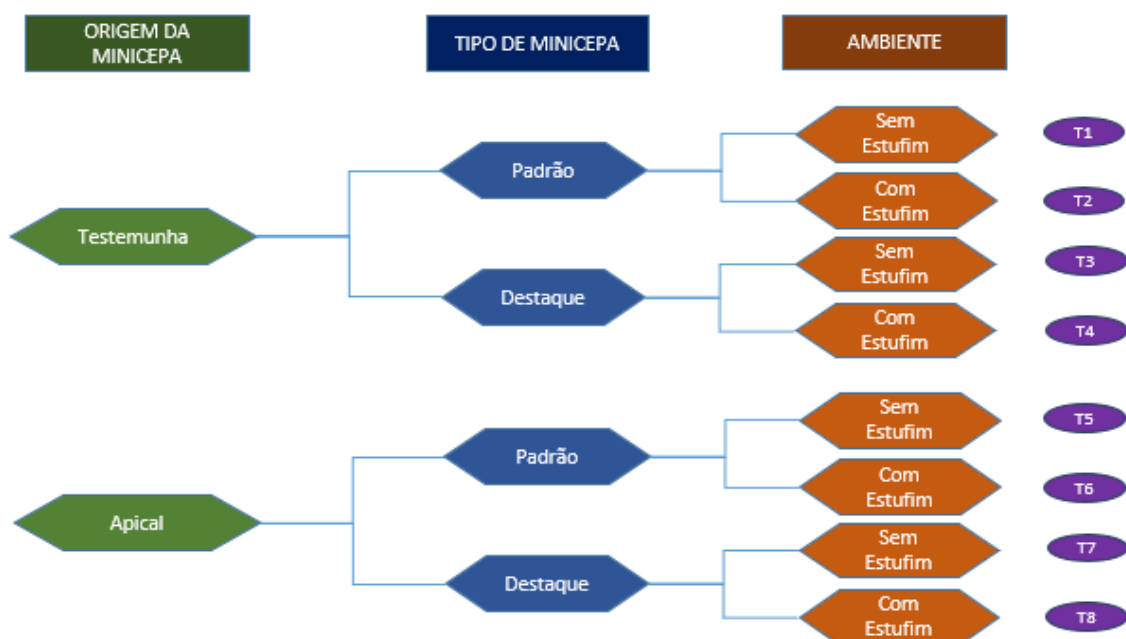 ORIGEM DA
MINICEPA
TIPO DE MINICEPA
AMBIENTE
Testemunha
Padrão
Sem
Estufim
T1
Com
Estufim
T2
Destaque
Sem
Estufim
T3
Com
Estufim
T4
Apical
Padrão
Sem
Estufim
T5
Com
Estufim
T6
Destaque
Sem
Estufim
T7
Com
Estufim
T8